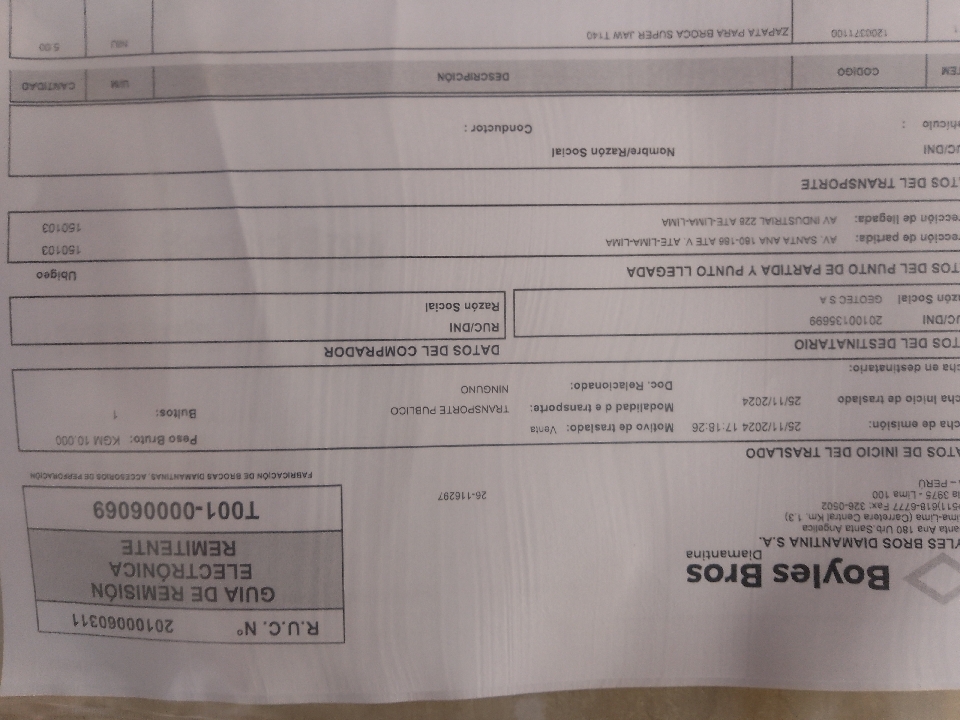 R.U.C. Nº 20100060311
GUIA DE REMISIÓN
ELECTRÓNICA
REMITENTE
T001-00006069
FABRICACIÓN DE BROCAS DIAMANTINAS, ACCESORIOS DE PERFORACIÓN
Boyles Bros
Diamantina
YLES BROS DIAMANTINA S.A.
anta Ana 180 Urb Santa Angelica
ima-Lima (Carretera Central Km. 1.3)
511)618-6777 Fax: 326-0502
la 3975 - Lima 100
– PERU
26-116297
ATOS DE INICIO DEL TRASLADO
cha de emisión: 25/11/2024 17:18:26 Motivo de traslado: Venta Peso Bruto: KGM 10.000
cha inicio de traslado 25/11/2024 Modalidad d e transporte: TRANSPORTE PUBLICO Bultos: 1
cha en destinatario: Doc. Relacionado: NINGUNO
TOS DEL DESTINATARIO DATOS DEL COMPRADOR
UC/DNI 20100135699 RUC/DNI
azón Social GEOTEC S A Razón Social
TOS DEL PUNTO DE PARTIDA Y PUNTO LLEGADA Ubigeo
rección de partida: AV. SANTA ANA 180-186 ATE V. ATE-LIMA-LIMA 150103
rección de llegada: AV INDUSTRIAL 226 ATE-LIMA-LIMA 150103
TOS DEL TRANSPORTE
UC/DNI Nombre/Razón Social
ehículo : Conductor :
TEM CODIGO DESCRIPCIÓN U/M CANTIDAD
1 120371100 ZAPATA PARA BROCA SUPER JAW T140 NIU 5.00